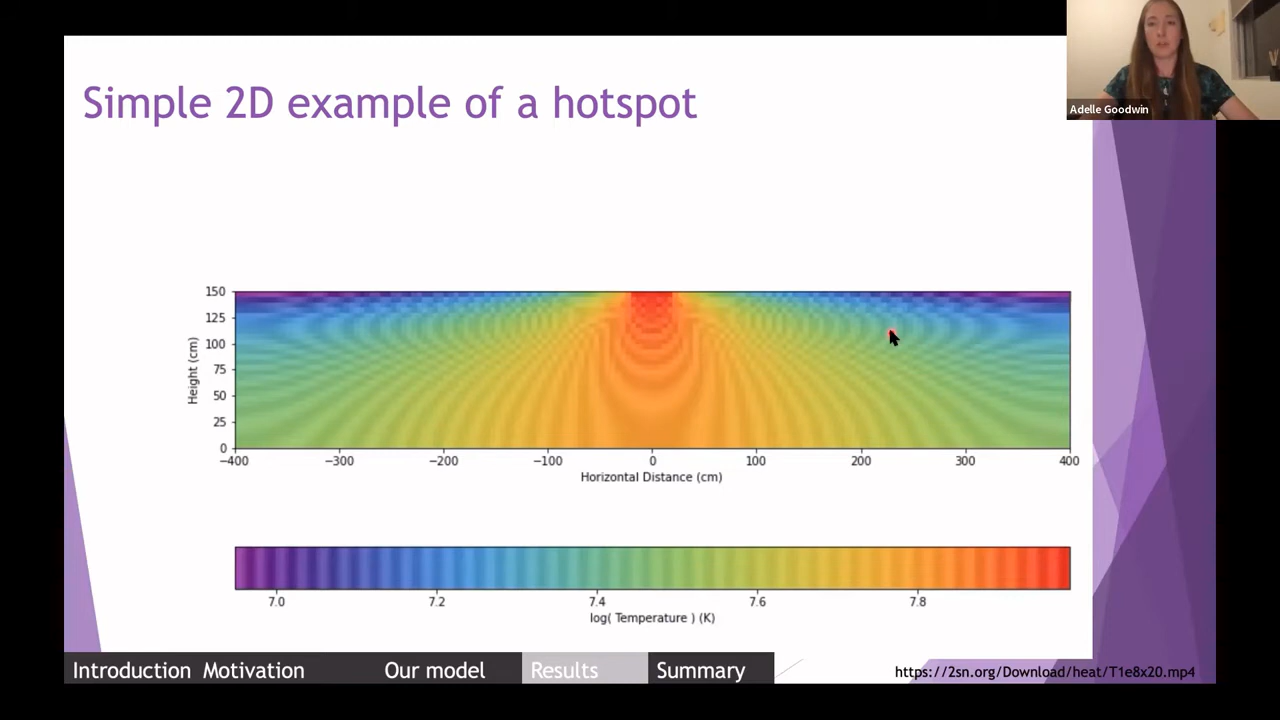 Simple 2D example of a hotspot
Adelle Goodwin
150
125
100
75
50
25
0
Height (cm)
−400 −300 −200 −100 0 100 200 300 400
Horizontal Distance (cm)
7.0 7.2 7.4 7.6 7.8
log( Temperature ) (K)
Introduction Motivation Our model Results Summary
https://2sn.org/Download/heat/T1e8x20.mp4